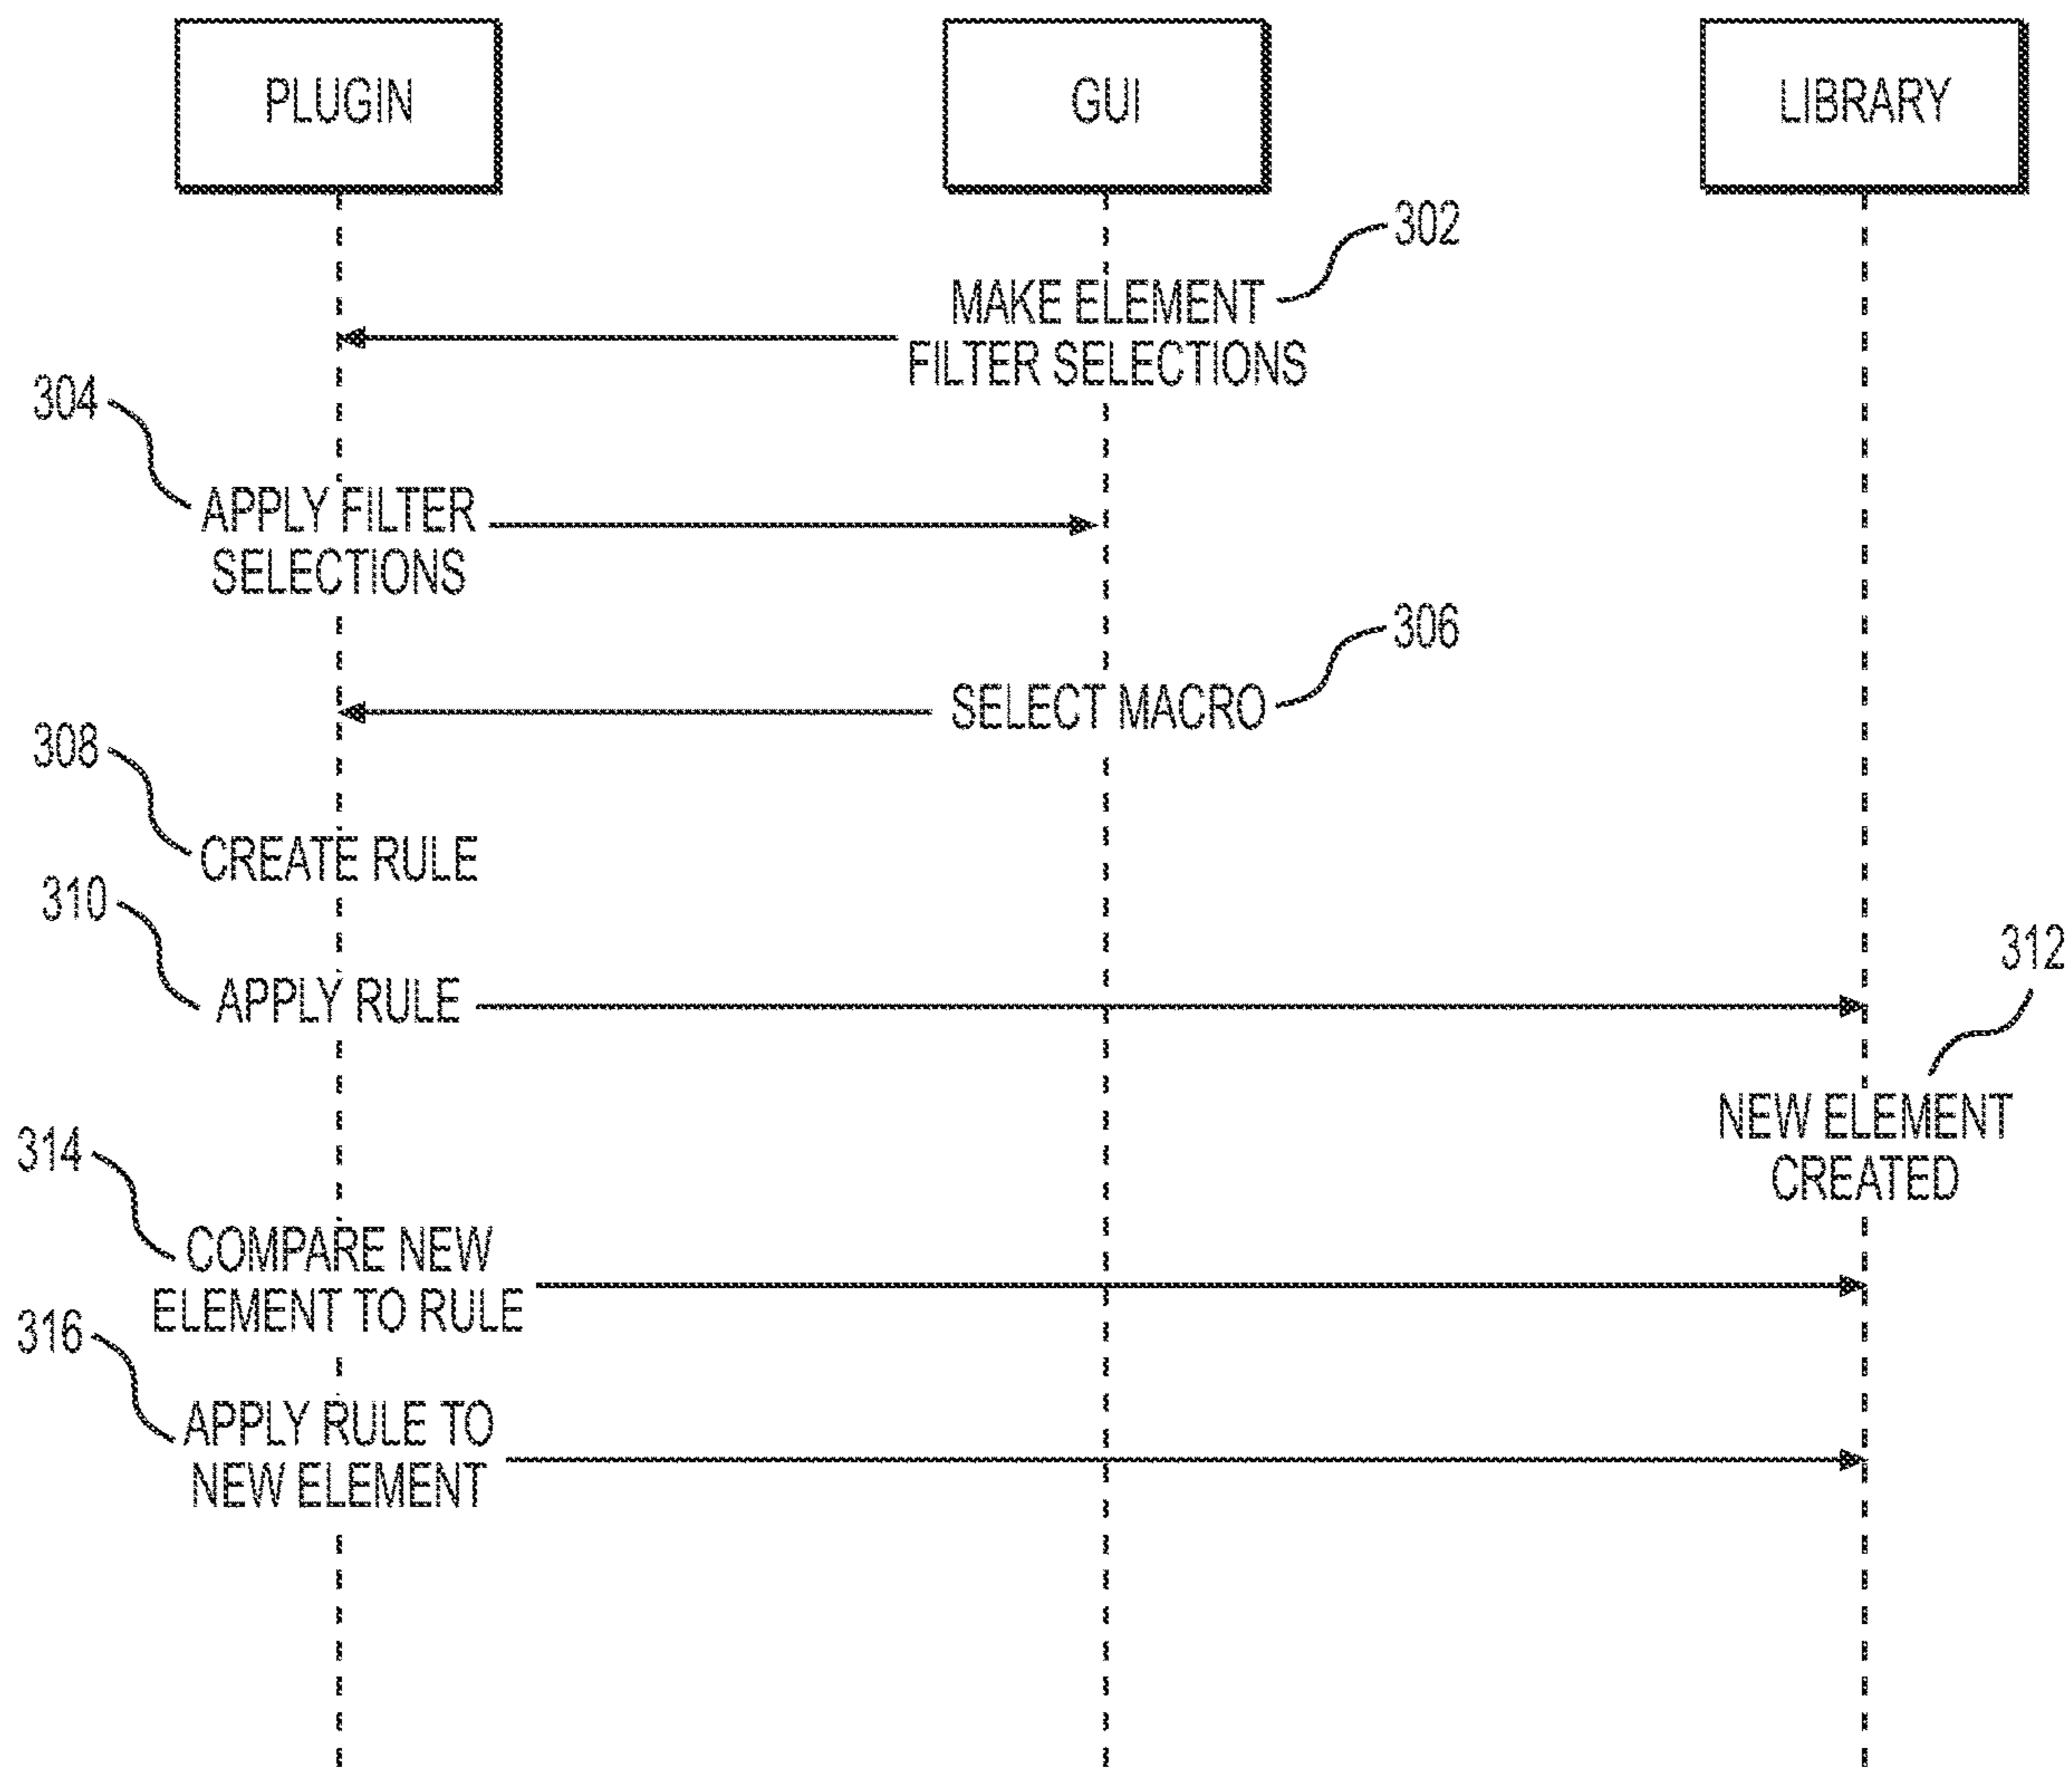 PLUGIN
GUI
LIBRARY
302
MAKE ELEMENT
FILTER SELECTIONS
304
APPLY FILTER
SELECTIONS
306
SELECT MACRO
308
CREATE RULE
310
APPLY RULE
312
NEW ELEMENT
CREATED
314
COMPARE NEW
ELEMENT TO RULE
316
APPLY RULE TO
NEW ELEMENT